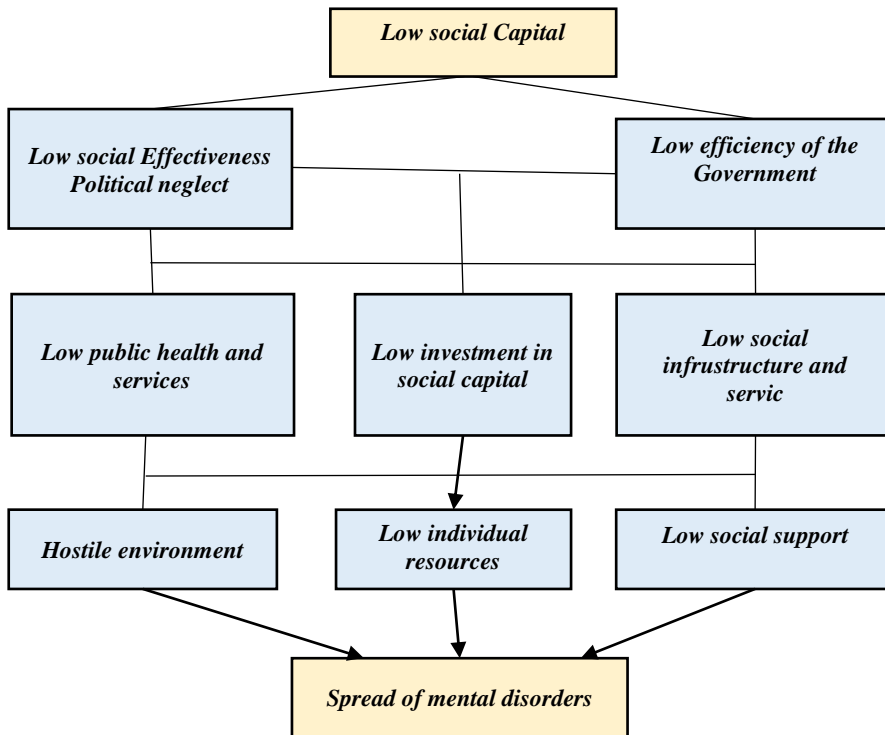 Low social Capital
Low social Effectiveness
Political neglect
Low efficiency of the
Government
Low public health and
services
Low investment in
social capital
Low social
infrustructure and
servic
Hostile environment
Low individual
resources
Low social support
Spread of mental disorders